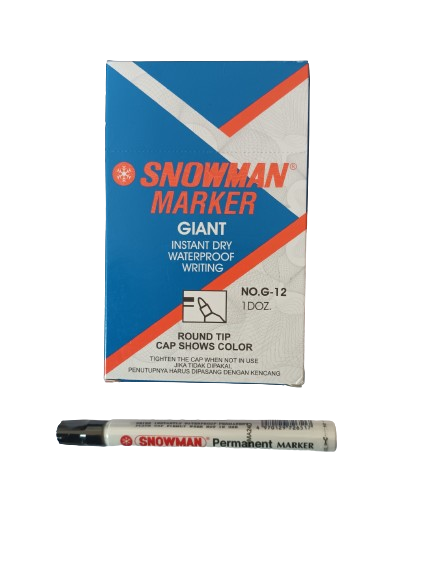 SNOWMAN®
MARKER
GIANT
INSTANT DRY
WATERPROOF
WRITING
NO.G-12
1 DOZ.
ROUND TIP
CAP SHOWS COLOR
TIGHTEN THE CAP WHEN NOT IN USE
JIKA TIDAK DIPAKAI,
PENUTUPNYA HARUS DIPASANG DENGAN KENCANG
SNOWMAN® Permanent MARKER